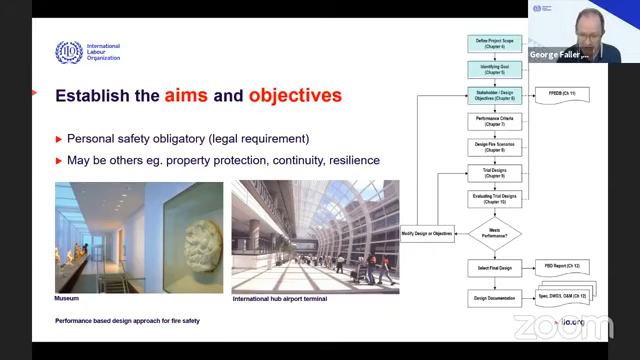 International
Labour
Organization
Establish the aims and objectives
Personal safety obligatory (legal requirement)
May be others eg. property protection, continuity, resilience
Museum
International hub airport terminal
Performance based design approach for fire safety
Define Project Scope
(Chapter 4)
Identifying Goal
(Chapter 5)
Stakeholder / Design
Objectives (Chapter 6)
FPEDB (Ch 11)
Performance Criteria
(Chapter 7)
Design Fire Scenarios
(Chapter 8)
Trial Designs
(Chapter 9)
Evaluating Trial Designs
(Chapter 10)
Modify Design or Objectives
Meets
Performance?
Select Final Design
PBD Report (Ch 12)
Design Documentation
Spec, DWGS, O&M (Ch 12)
ilo.org
George Faller,...
zoom